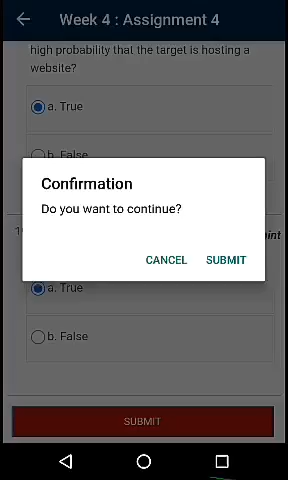 Week 4 : Assignment 4
high probability that the target is hosting a
website?
a. True
b. False
Confirmation
Do you want to continue?
CANCEL SUBMIT
a. True
b. False
SUBMIT